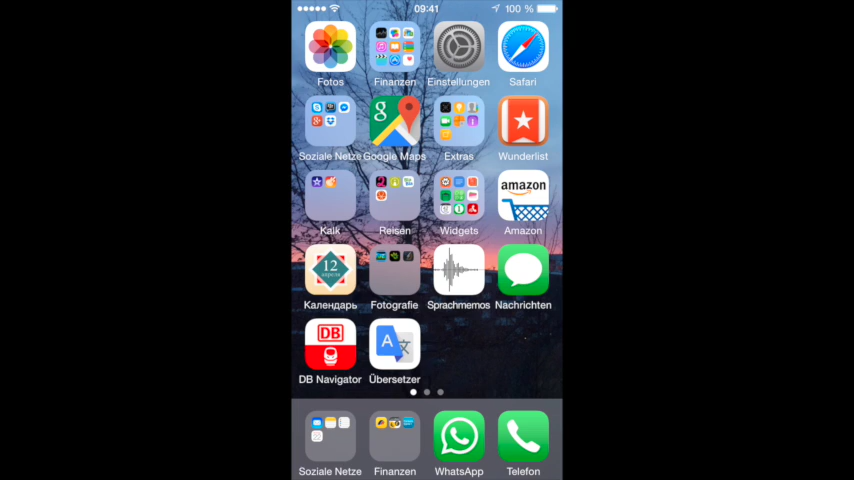 09:41
100 %
Fotos
Finanzen
Einstellungen
Safari
g
Soziale Netze
Google Maps
Extras
Wunderlist
amazon
Kalk
Reisen
Widgets
Amazon
12
апреля
Календарь
Fotografie
Sprachmemos
Nachrichten
DB
A
DB Navigator
Übersetzer
Soziale Netze
Finanzen
WhatsApp
Telefon